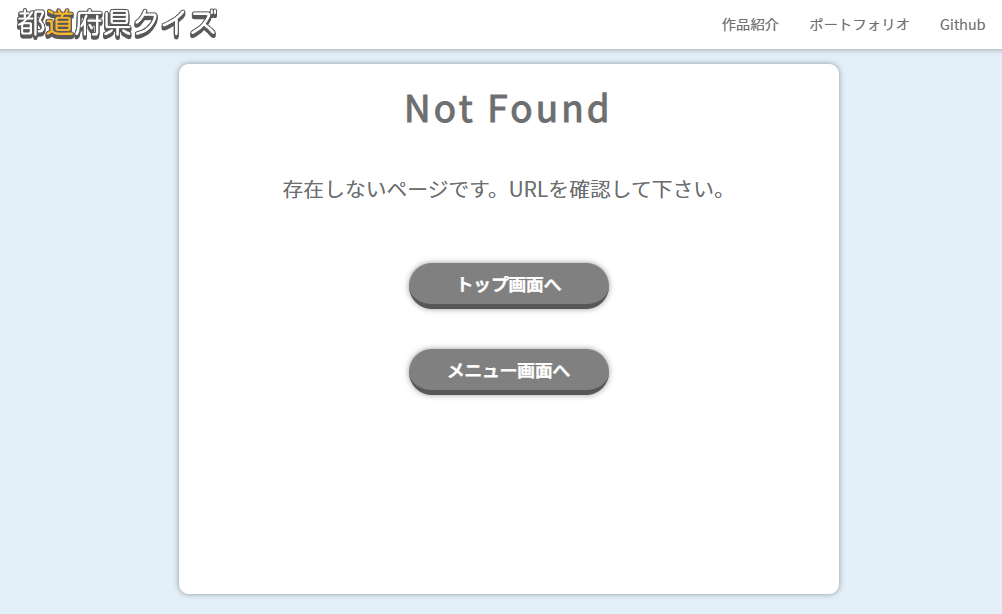 都道府県クイズ
作品紹介 ポートフォリオ Github
Not Found
存在しないページです。URLを確認して下さい。
トップ画面へ
メニュー画面へ